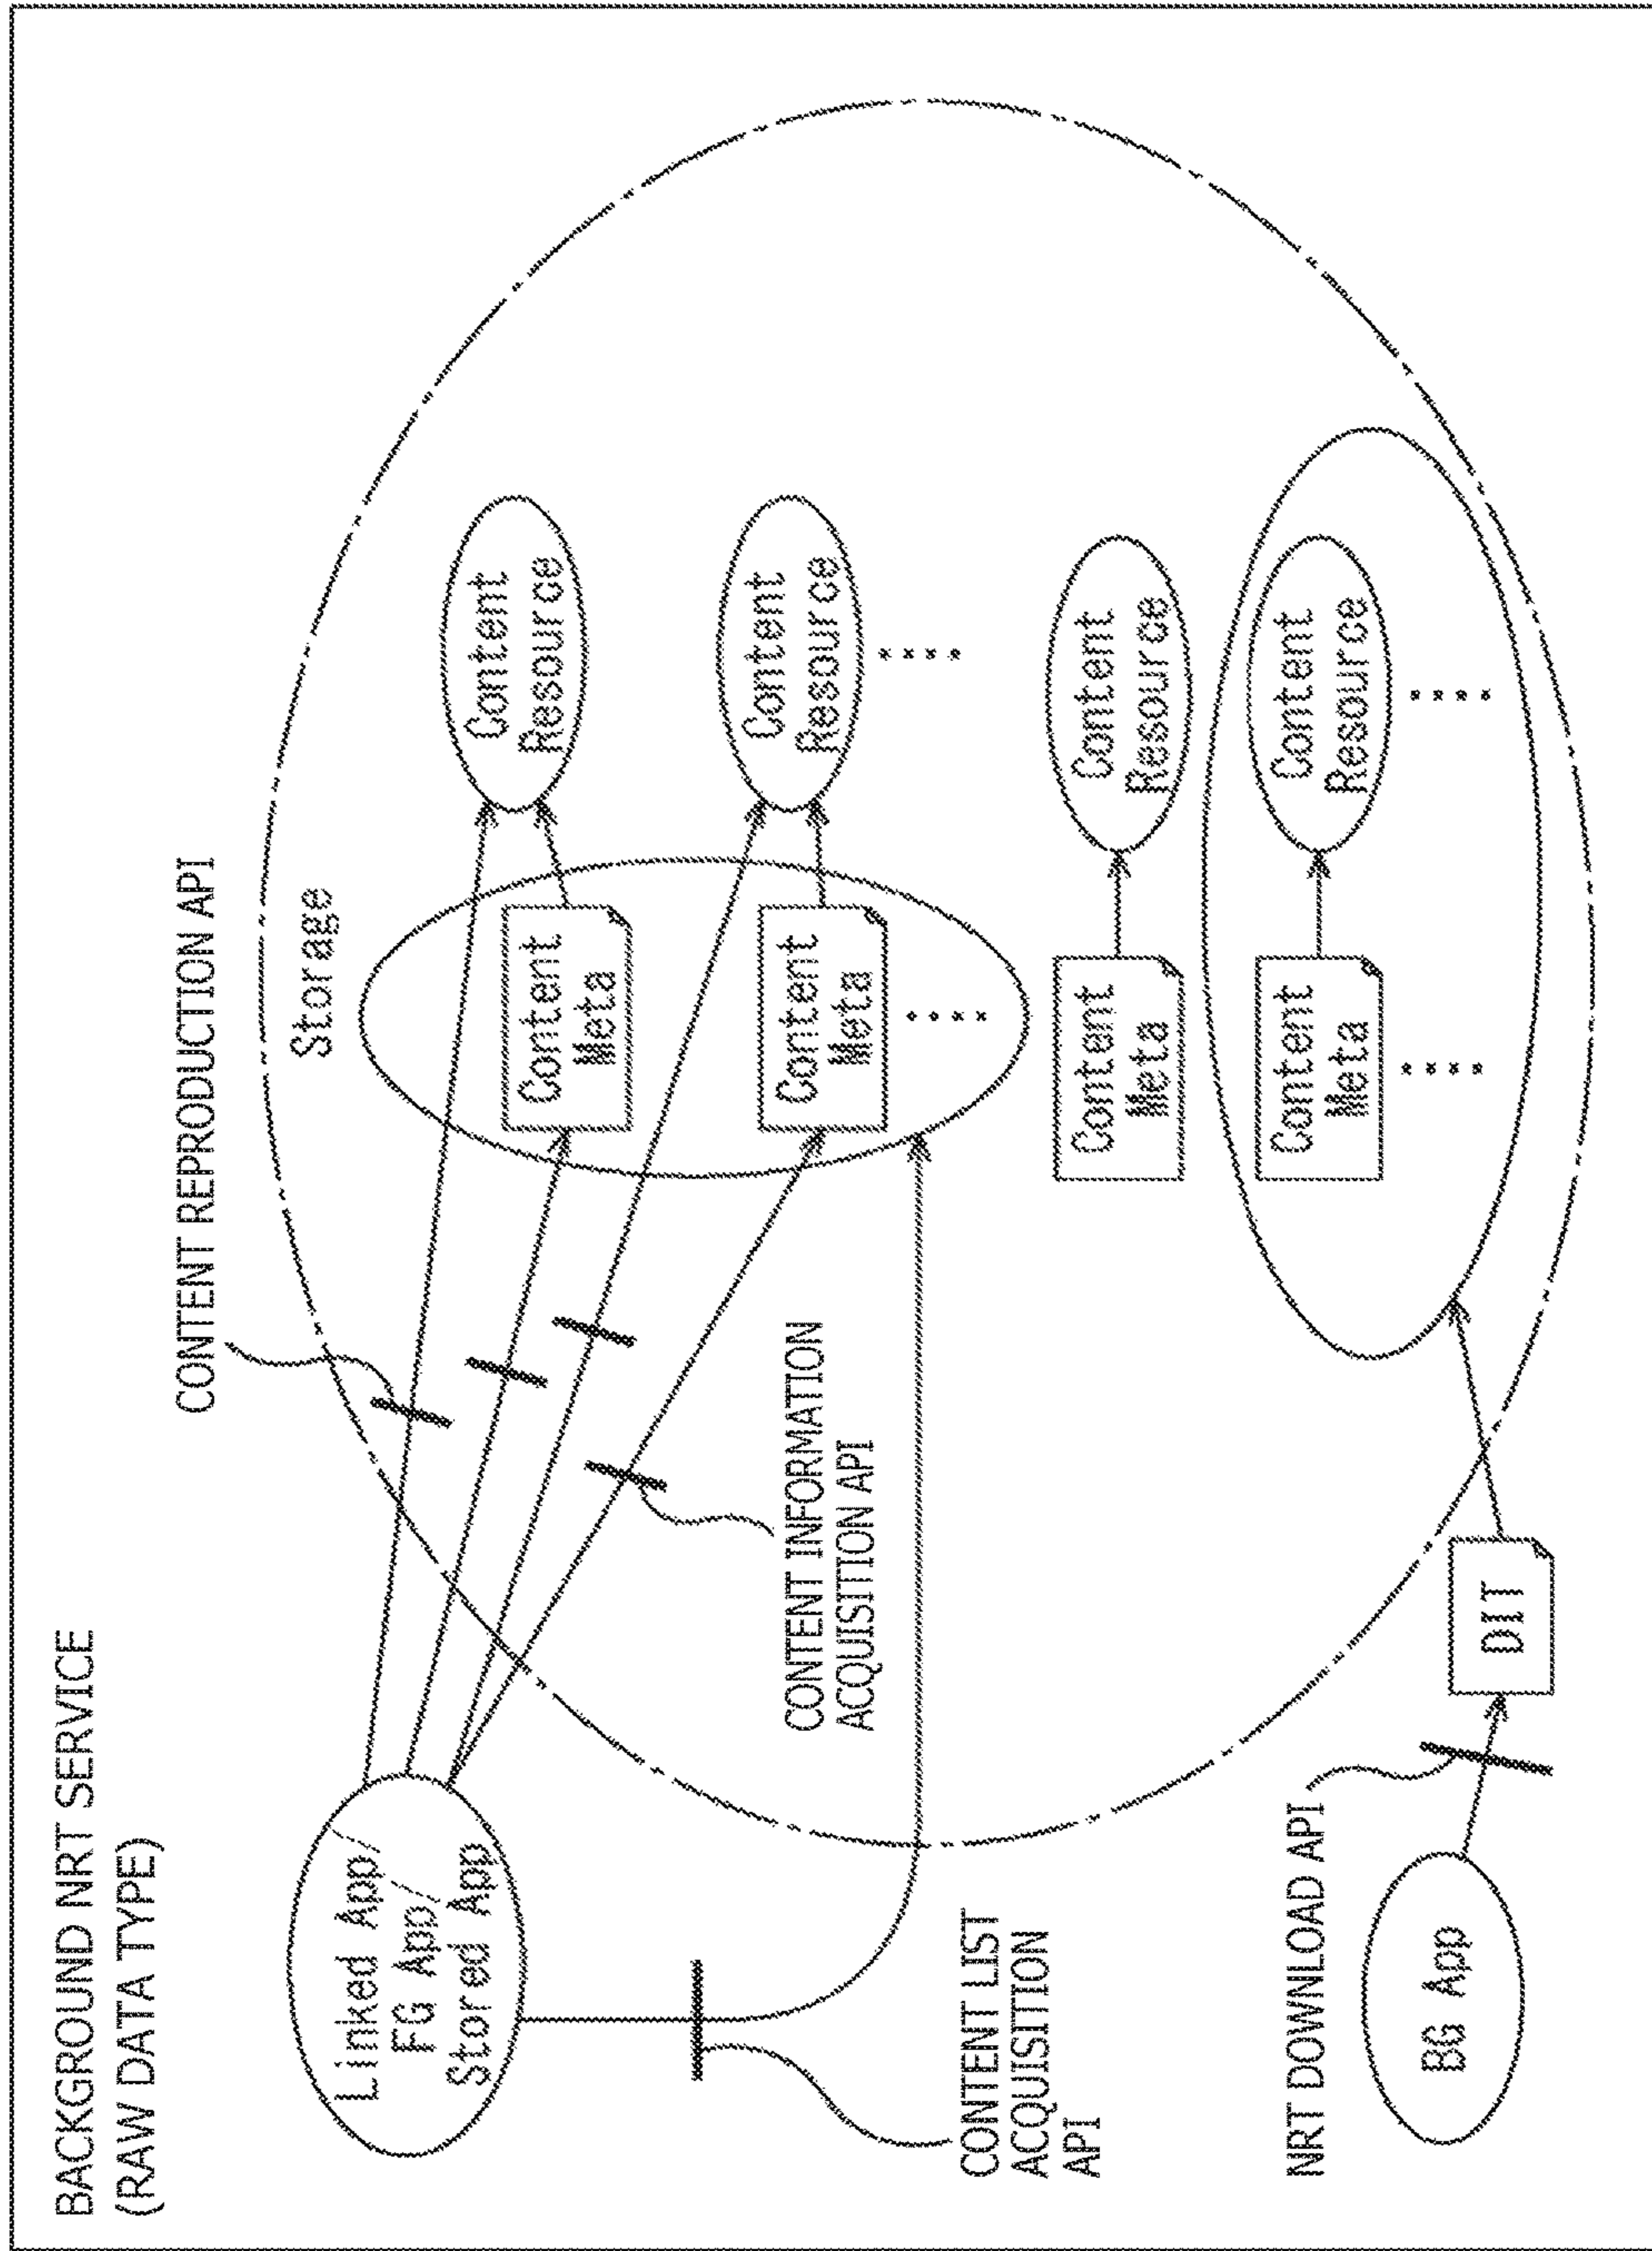 BACKGROUND NRT SERVICE
(RAW DATA TYPE)
CONTENT REPRODUCTION API
Storage
Linked App/
FG App/
Stored App
Content
Meta
Content
Resource
Content
Meta
Content
Resource
....
....
CONTENT INFORMATION
ACQUISITION API
CONTENT LIST
ACQUISITION
API
Content
Meta
Content
Resource
NRT DOWNLOAD API
BG App
DIT
Content
Meta
Content
Resource
....
....